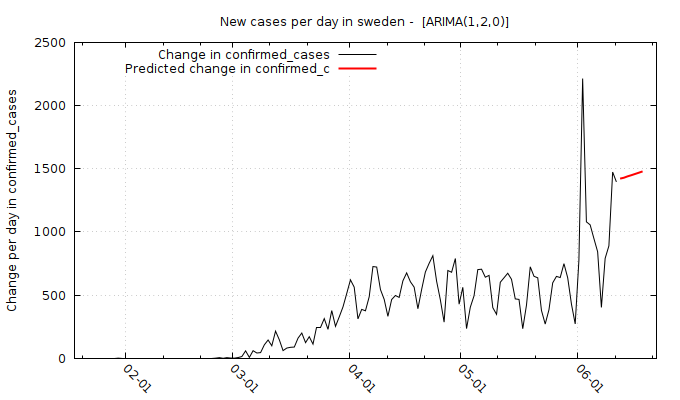 New cases per day in sweden - [ARIMA(1,2,0)]
Change in confirmed_cases
Predicted change in confirmed_c
Change per day in confirmed_cases
2500
2000
1500
1000
500
0
02-01
03-01
04-01
05-01
06-01